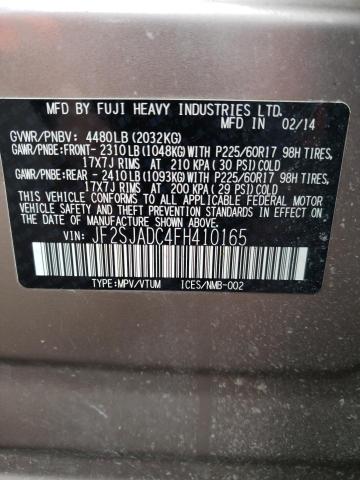 MFD BY FUJI HEAVY INDUSTRIES LTD.
MFD IN 02/14
GVWR/PNBV: 4480LB (2032KG)
GAWR/PNBE:FRONT-2310LB (1048KG) WITH P225/60R17 98H TIRES,
17X7J RIMS AT 210 KPA (30 PSI) COLD
GAWR/PNBE:REAR -2410LB (1093KG) WITH P225/60R17 98H TIRES,
17X7J RIMS AT 200 KPA (29 PSI) COLD
THIS VEHICLE CONFORMS TO ALL APPLICABLE FEDERAL MOTOR
VEHICLE SAFETY, BUMPER, AND THEFT PREVENTION
STANDARDS IN EFFECT ON THE DATE OF MANUFACTURE SHOWN ABOVE.
VIN: JF2SJADC4FH410165
TYPE:MPV/VTUM ICES/NMB-002